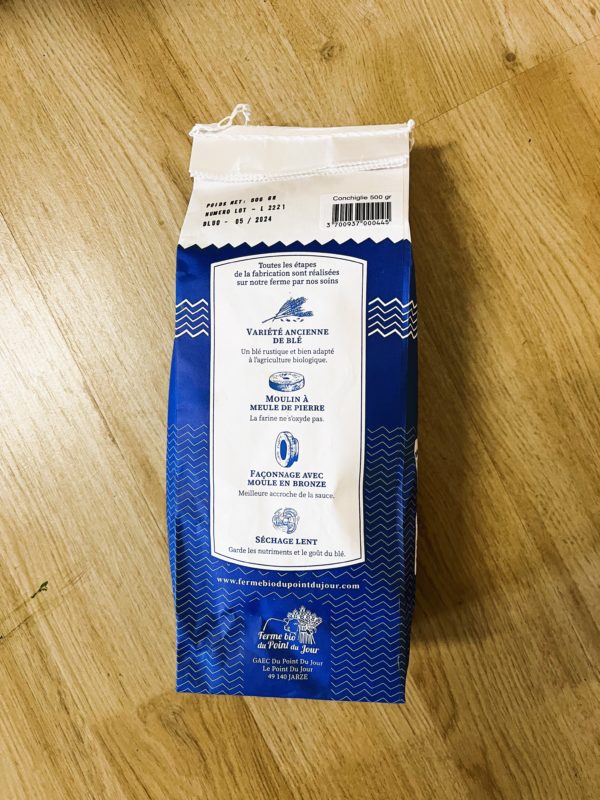 POIDS NET: 500 GR
NUMERO LOT - L 2221
DLUO - 05 / 2024
Conchiglie 500 gr
3 700937 000445
Toutes les étapes
de la fabrication sont réalisées
sur notre ferme par nos soins
VARIÉTÉ ANCIENNE
DE BLÉ
Un blé rustique et bien adapté
à l'agriculture biologique.
MOULIN À
MEULE DE PIERRE
La farine ne s'oxyde pas.
FAÇONNAGE AVEC
MOULE EN BRONZE
Meilleure accroche de la sauce.
SÉCHAGE LENT
Garde les nutriments et le goût du blé.
www.fermebiodupointdujour.com
Ferme bio
du Point du Jour
GAEC Du Point Du Jour
Le Point Du Jour
49 140 JARZE